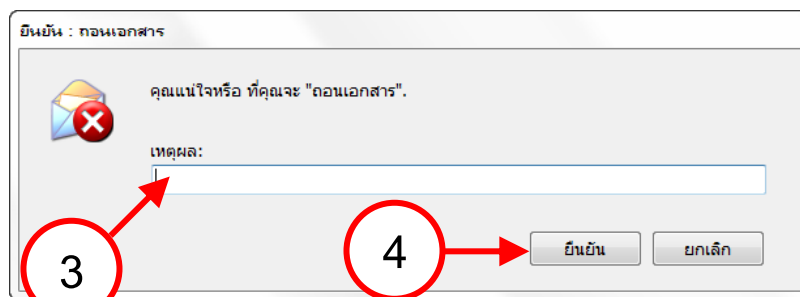 ยืนยัน : ถอนเอกสาร
คุณแน่ใจหรือ ที่คุณจะ "ถอนเอกสาร".
เหตุผล:
3
4
ยืนยัน
ยกเลิก